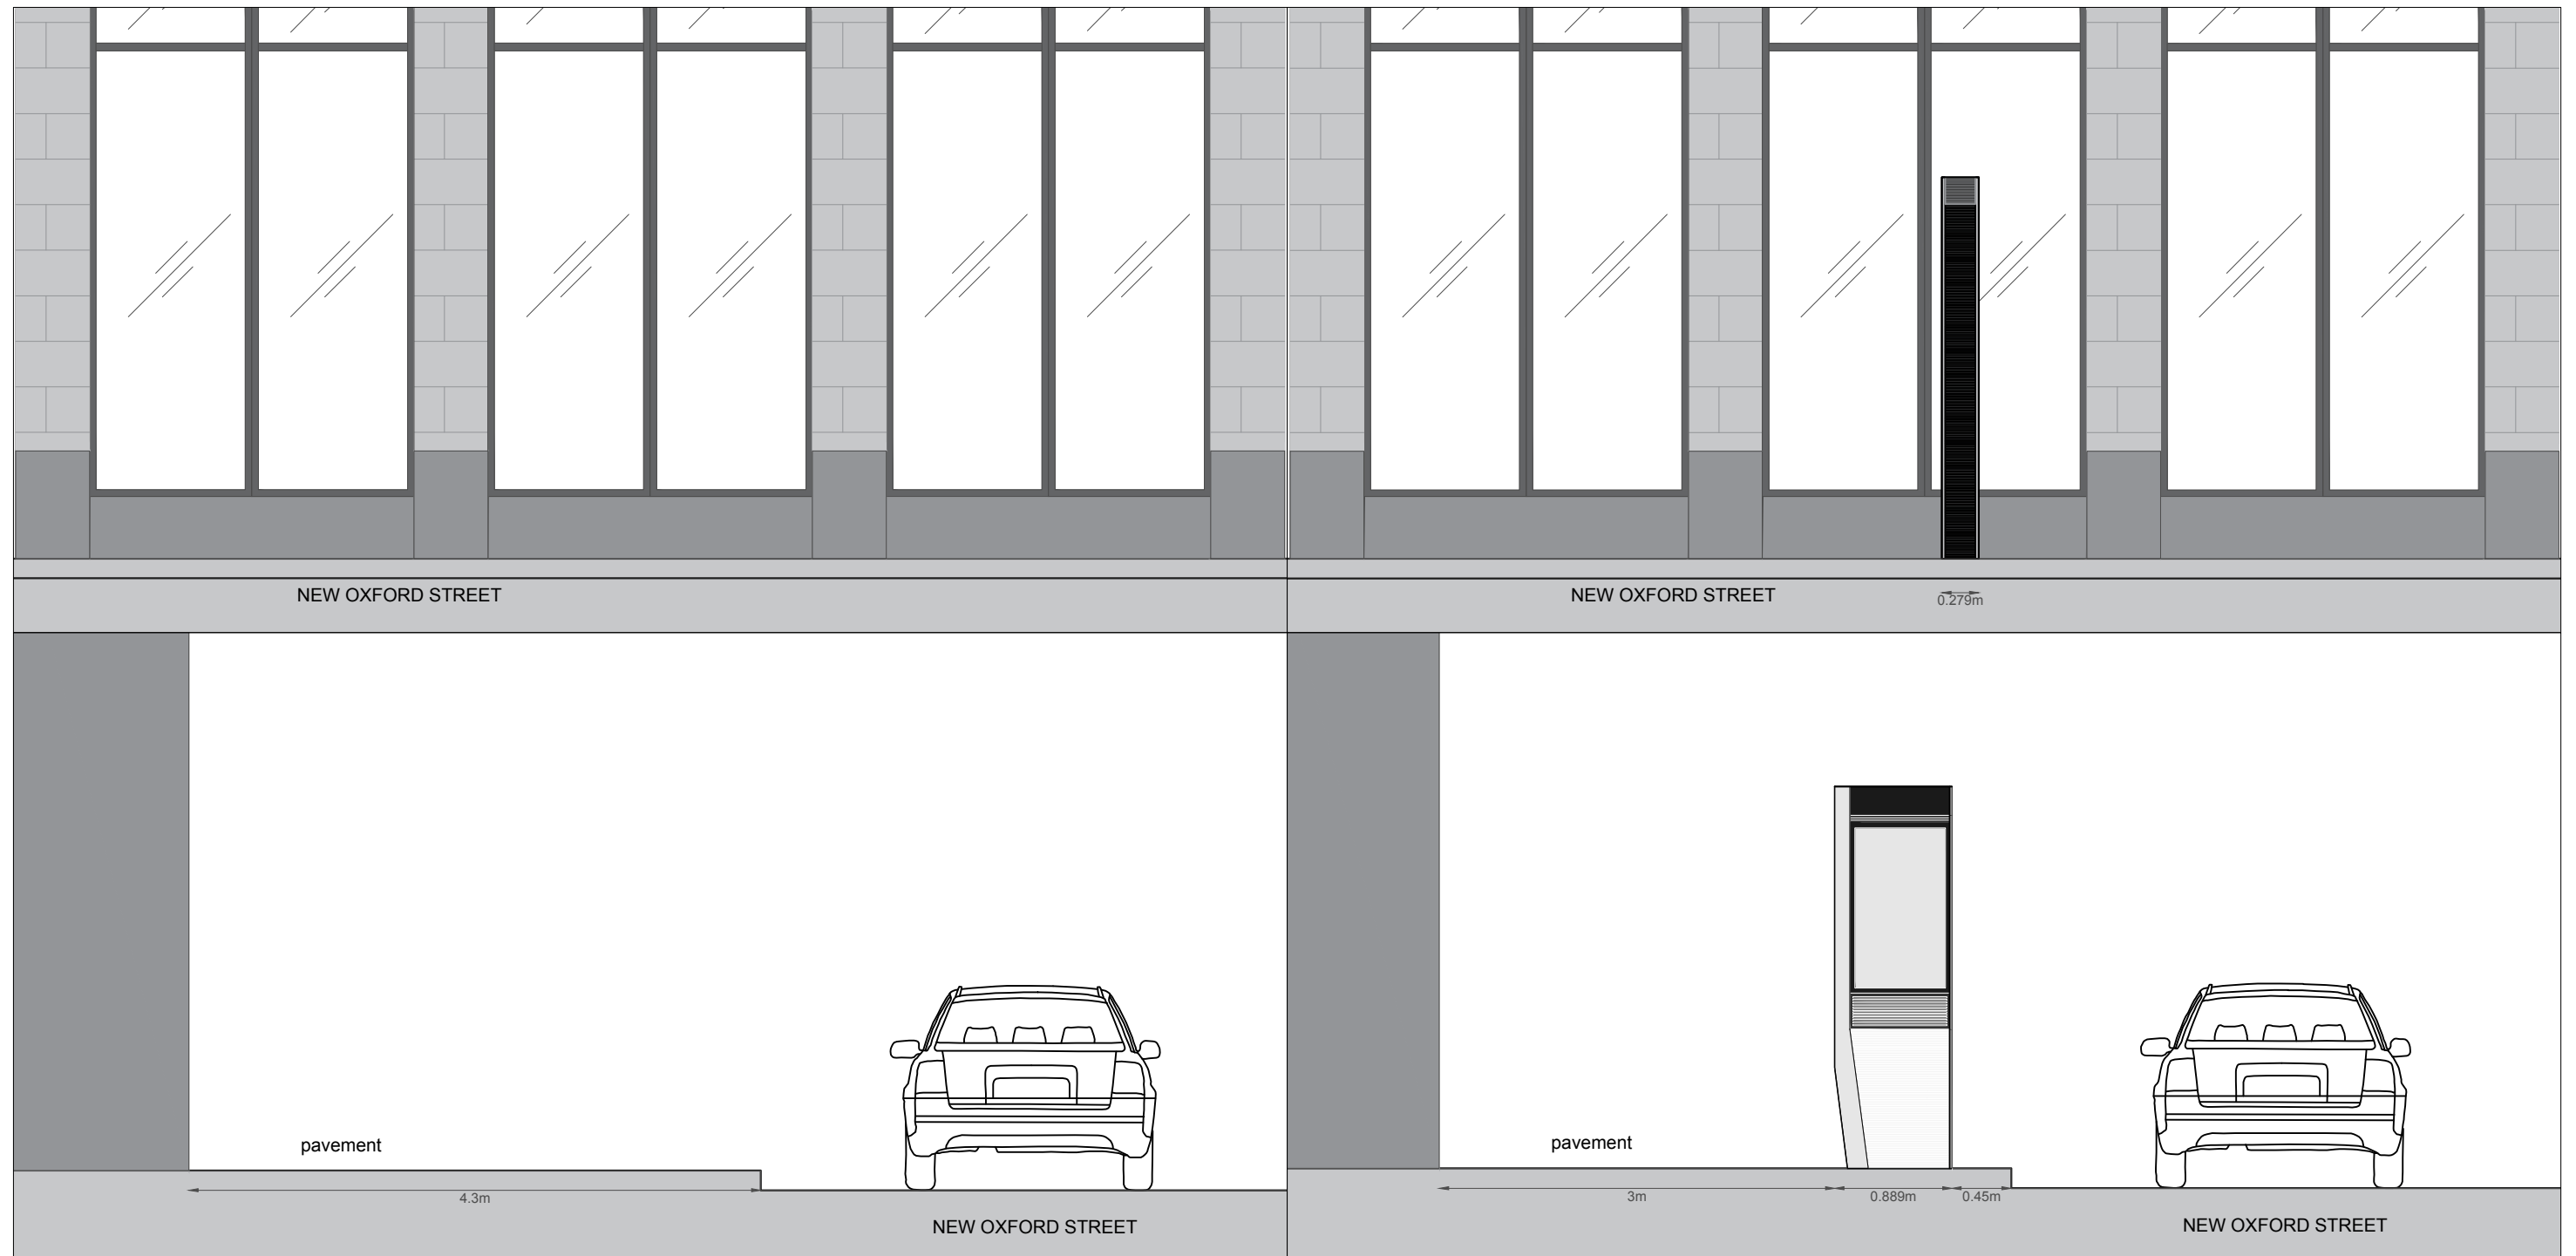 NEW OXFORD STREET
NEW OXFORD STREET
0.279m
pavement
4.3m
NEW OXFORD STREET
pavement
3m
0.889m
0.45m
NEW OXFORD STREET